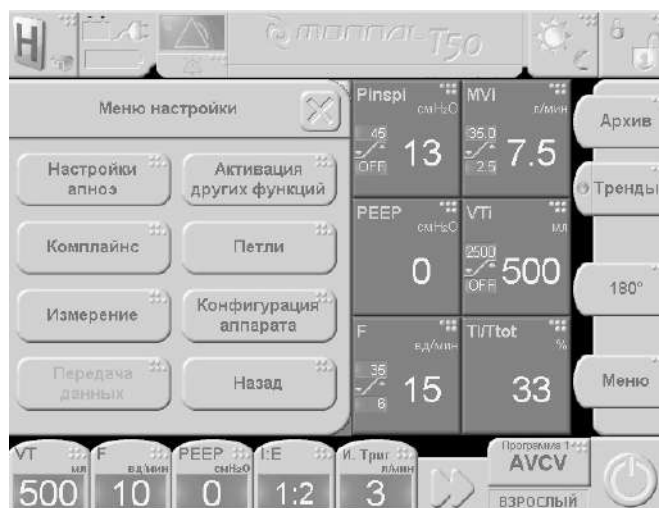 H
monnal T50
Меню настройки
Настройки
апноэ
Активация
других функций
Комплайнс
Петли
Измерение
Конфигурация
аппарата
Передача
данных
Назад
Pinspi
смH2O
45
OFF
13
MVI
л/мин
35.0
2.5
7.5
PEEP
смH2O
0
VTi
мл
2500
OFF
500
F
вд/мин
35
6
15
TI/Ttot
%
33
Архив
Тренды
180°
Меню
VT
мл
500
F
вд/мин
10
PEEP
смH2O
0
I:E
1:2
И. Триг
л/мин
3
Программа 1
AVCV
ВЗРОСЛЫЙ